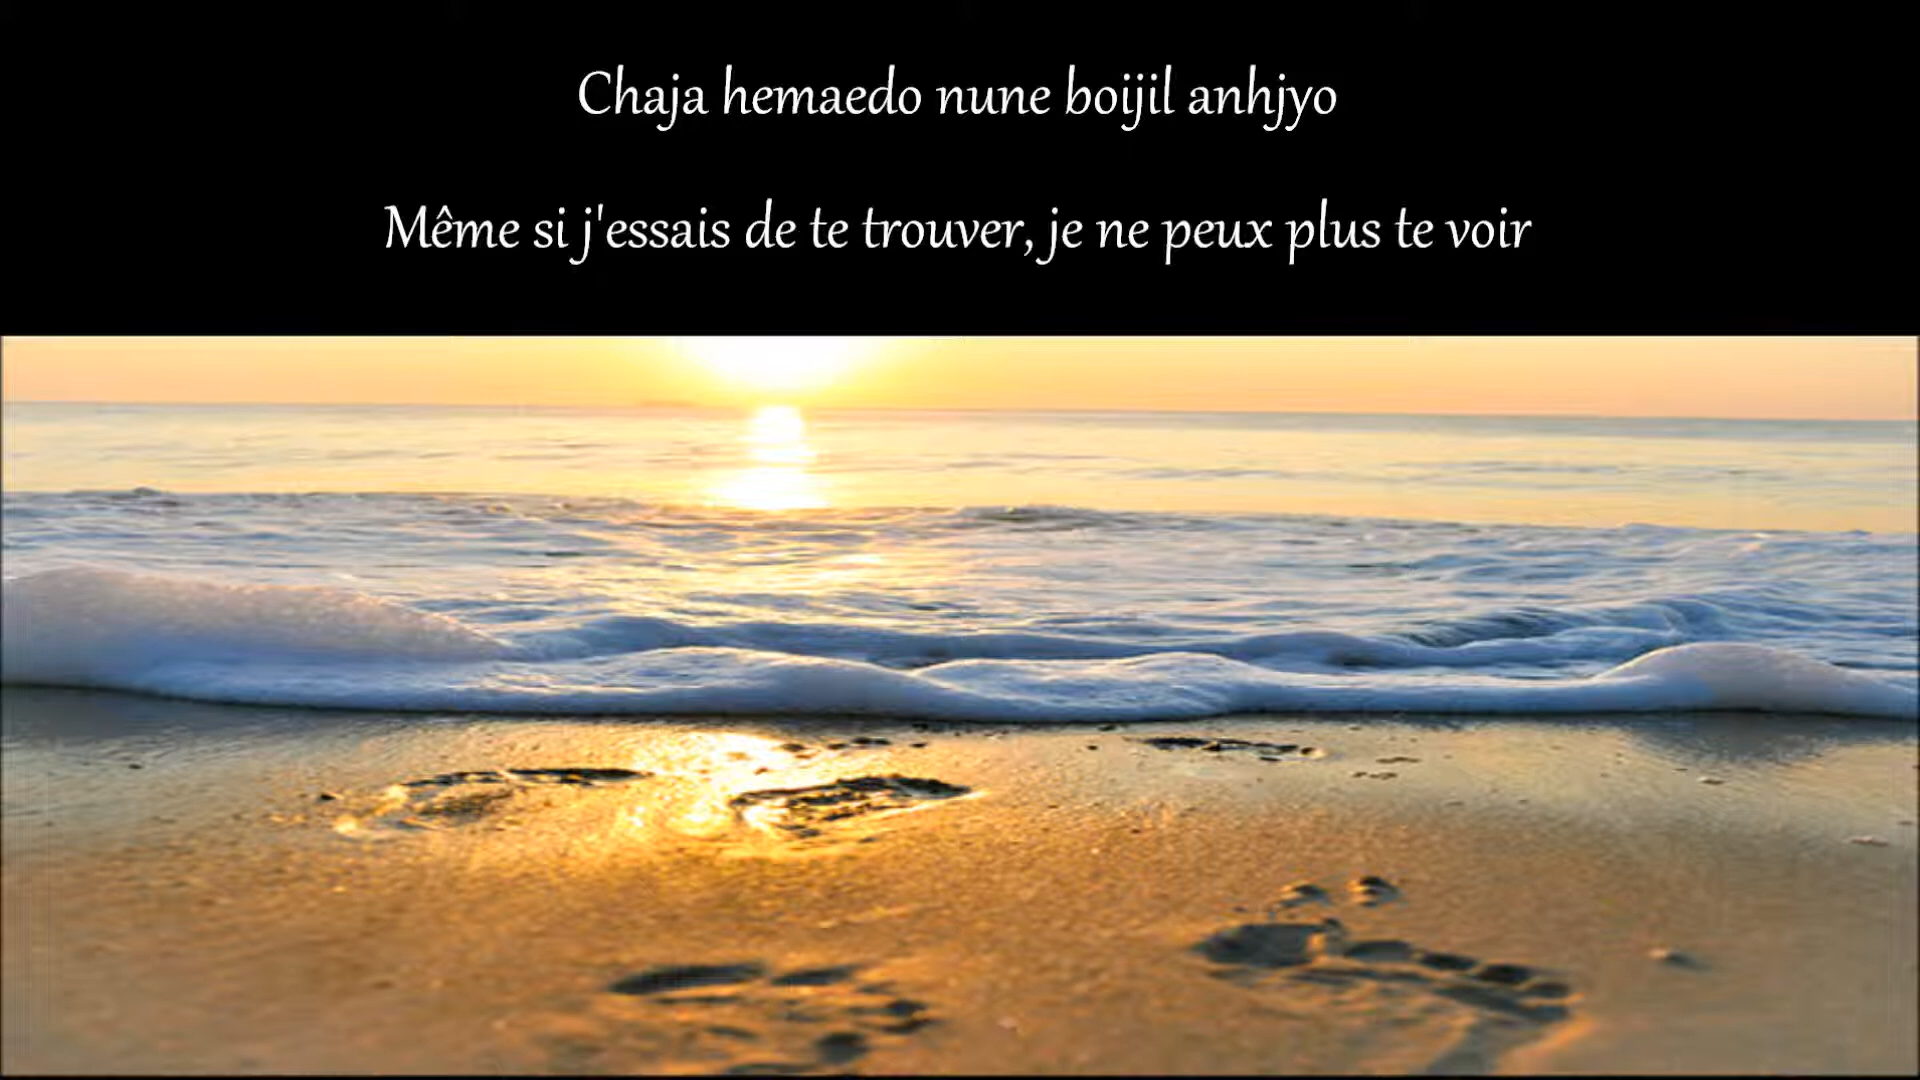 Chaja hemaedo nune boijil anhjyo
Même si j'essais de te trouver, je ne peux plus te voir